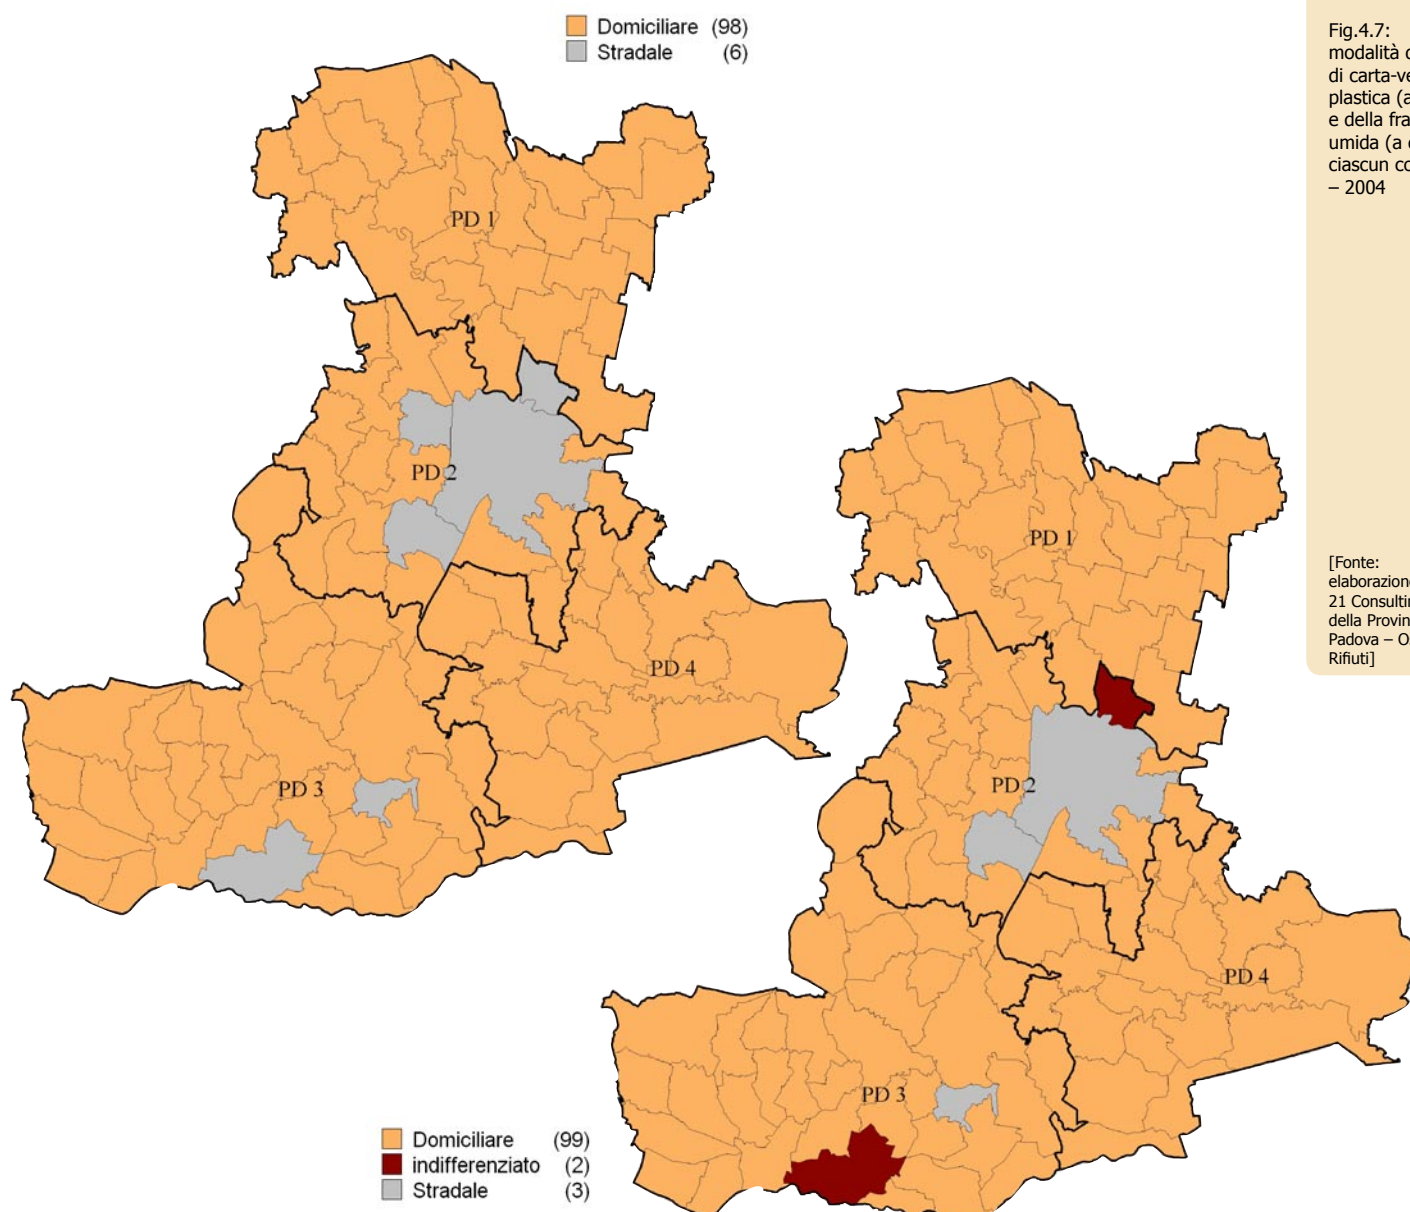 Domiciliare (98)
Stradale (6)
PD 1
PD 2
PD 4
PD 3
PD 1
PD 2
PD 4
PD 3
Domiciliare (99)
indifferenziato (2)
Stradale (3)
Fig.4.7:
modalità
di carta-ve
plastica (a
e della fra
umida (a
ciascun co
– 2004
[Fonte:
elaborazione
21 Consultin
della Provin
Padova – O
Rifiuti]